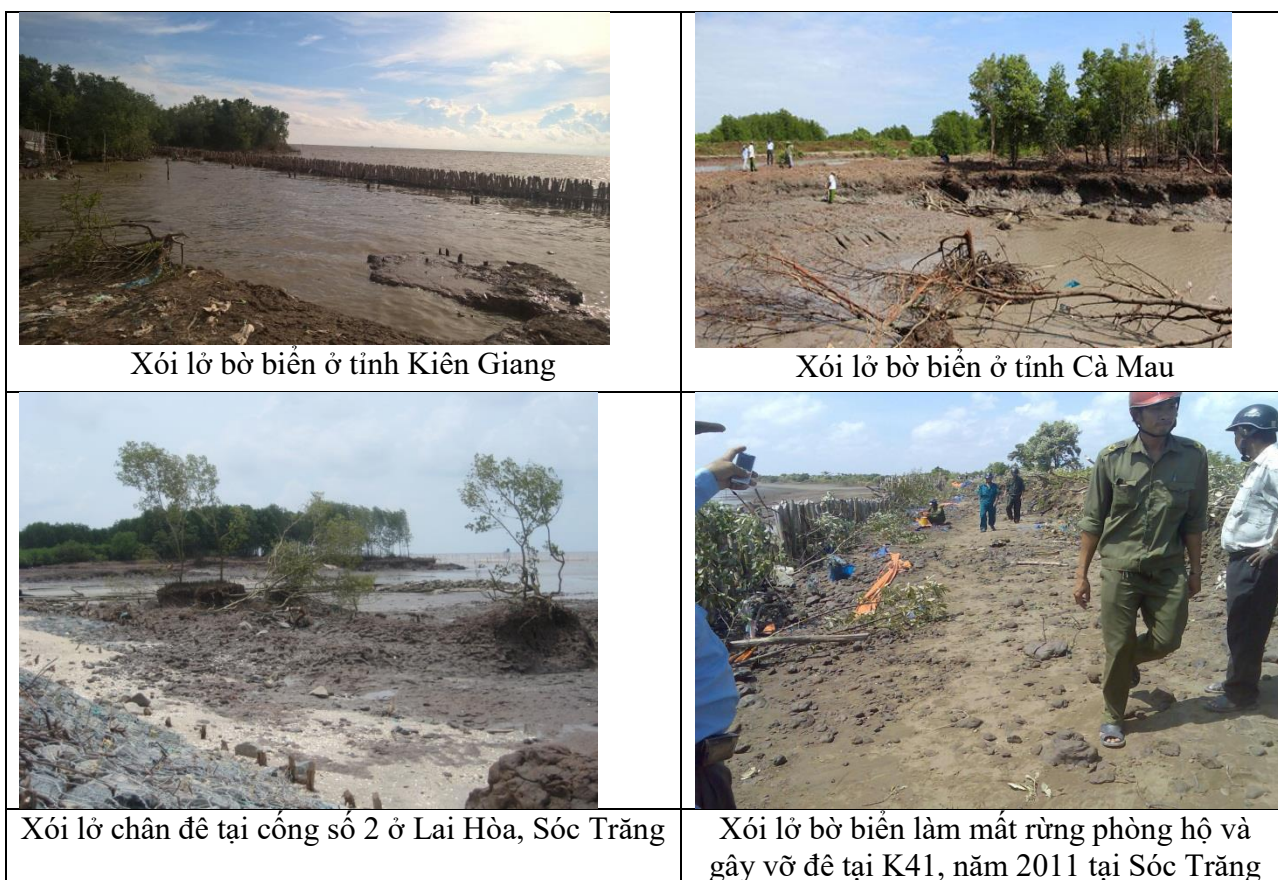 Xói lở bờ biển ở tỉnh Kiên Giang
Xói lở bờ biển ở tỉnh Cà Mau
Xói lở chân đê tại cống số 2 ở Lai Hòa, Sóc Trăng
Xói lở bờ biển làm mất rừng phòng hộ và
gây vỡ đê tại K41, năm 2011 tại Sóc Trăng